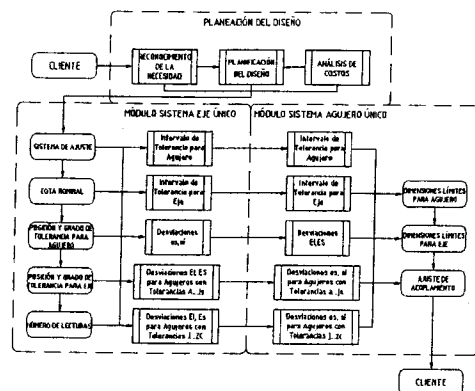 PLANEACIÓN DEL DISEÑO
CLIENTE
RECONOCIMIENTO
DE LA
NECESIDAD
PLANIFICACIÓN
DEL DISEÑO
ANÁLISIS DE
COSTOS
MÓDULO SISTEMA EJE ÚNICO
MÓDULO SISTEMA AGUJERO ÚNICO
SISTEMA DE AJUSTE
Intervalo de
Tolerancia para
Agujero
Intervalo de
Tolerancia para
Agujero
COTA NOMINAL
Intervalo de
Tolerancia para
Eje
Intervalo de
Tolerancia para
Eje
DIMENSIONES LÍMITES
PARA AGUJERO
POSICIÓN Y GRADO DE
TOLERANCIA PARA
AGUJERO
Desviaciones
es, ei
Desviaciones
EI, ES
DIMENSIONES LÍMITES
PARA EJE
POSICIÓN Y GRADO DE
TOLERANCIA PARA EJE
Desviaciones EI, ES
para Agujeros con
Tolerancias A.. Js
Desviaciones es, ei
para Agujeros con
Tolerancias a.. js
AJUSTE DE
ACOPLAMIENTO
NÚMERO DE LECTURAS
Desviaciones EI, Es
para Agujeros con
Tolerancias J.. ZC
Desviaciones es, ei
para Agujeros con
Tolerancias j.. zc
CLIENTE